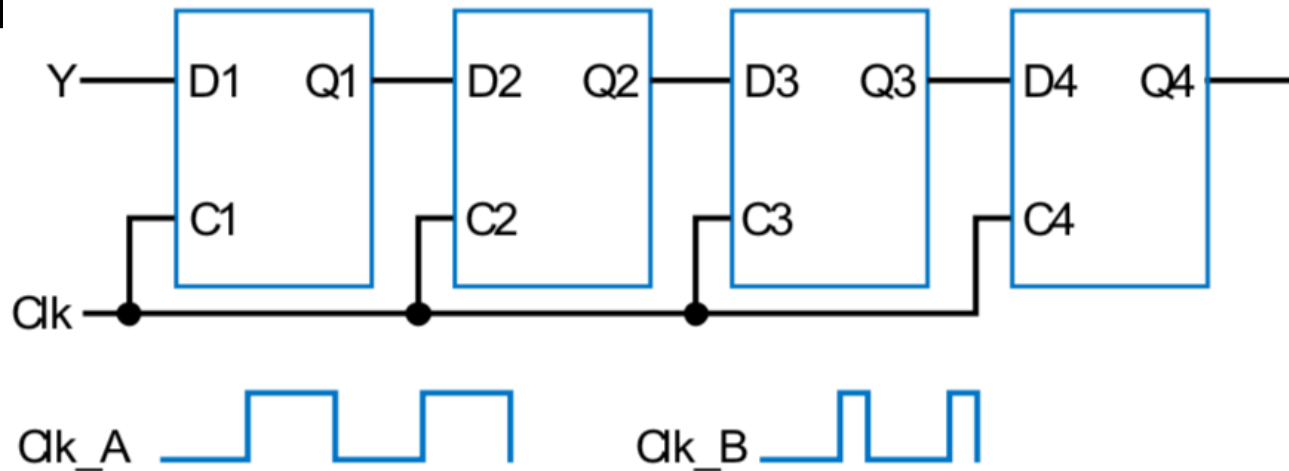 Y D1 Q1 D2 Q2 D3 Q3 D4 Q4
C1 C2 C3 C4
Clk
Clk_A Clk_B